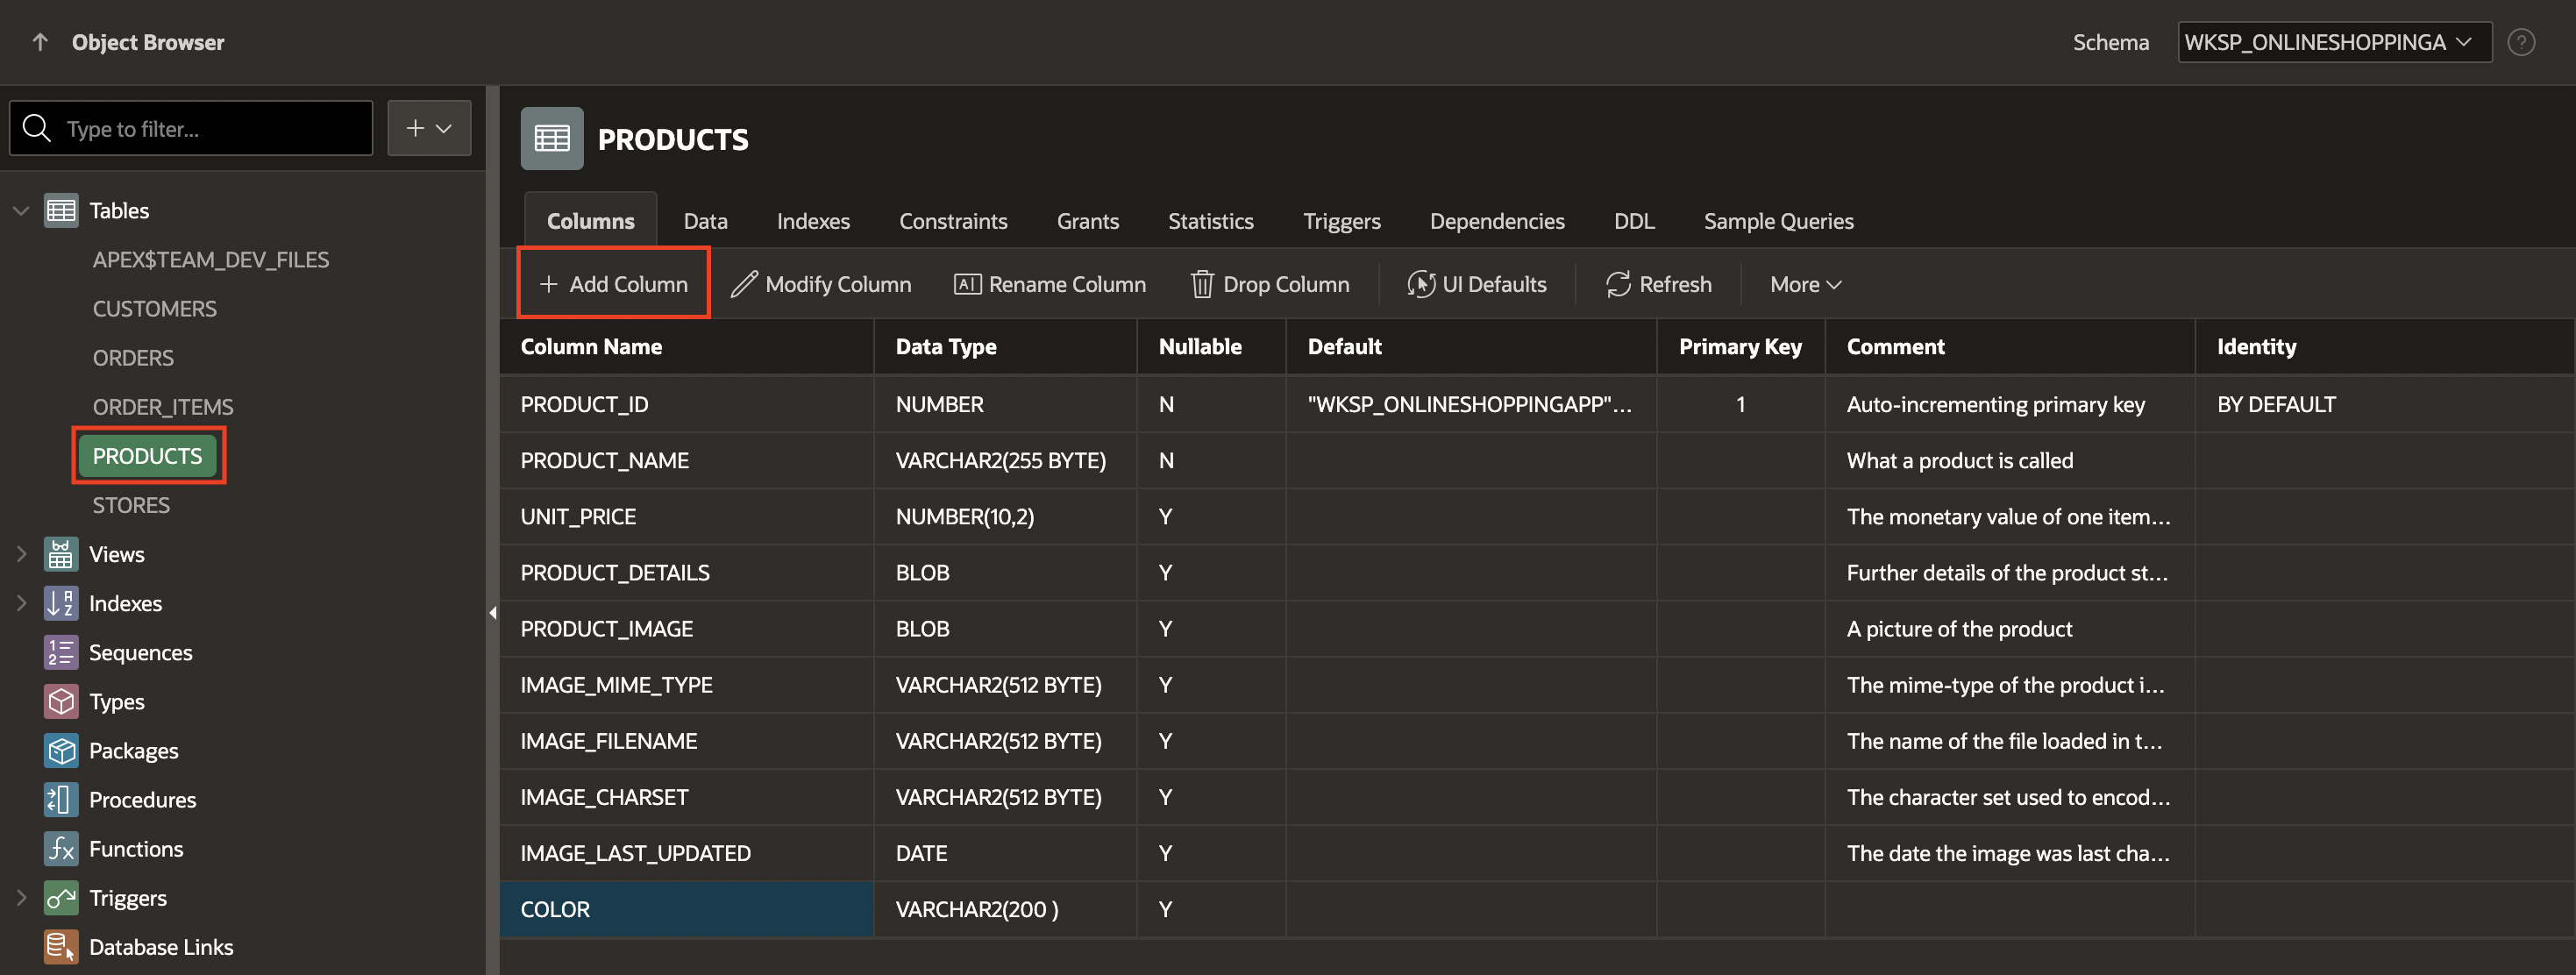 Object Browser
Schema WKSP_ONLINESHOPPINGA
Type to filter...
Tables
APEX$TEAM_DEV_FILES
CUSTOMERS
ORDERS
ORDER_ITEMS
PRODUCTS
STORES
Views
Indexes
Sequences
Types
Packages
Procedures
Functions
Triggers
Database Links
PRODUCTS
Columns Data Indexes Constraints Grants Statistics Triggers Dependencies DDL Sample Queries
+ Add Column Modify Column Rename Column Drop Column UI Defaults Refresh More
Column Name Data Type Nullable Default Primary Key Comment Identity
PRODUCT_ID NUMBER N "WKSP_ONLINESHOPPINGAPP"... 1 Auto-incrementing primary key BY DEFAULT
PRODUCT_NAME VARCHAR2(255 BYTE) N What a product is called
UNIT_PRICE NUMBER(10,2) Y The monetary value of one item...
PRODUCT_DETAILS BLOB Y Further details of the product st...
PRODUCT_IMAGE BLOB Y A picture of the product
IMAGE_MIME_TYPE VARCHAR2(512 BYTE) Y The mime-type of the product i...
IMAGE_FILENAME VARCHAR2(512 BYTE) Y The name of the file loaded in t...
IMAGE_CHARSET VARCHAR2(512 BYTE) Y The character set used to encod...
IMAGE_LAST_UPDATED DATE Y The date the image was last cha...
COLOR VARCHAR2(200 ) Y